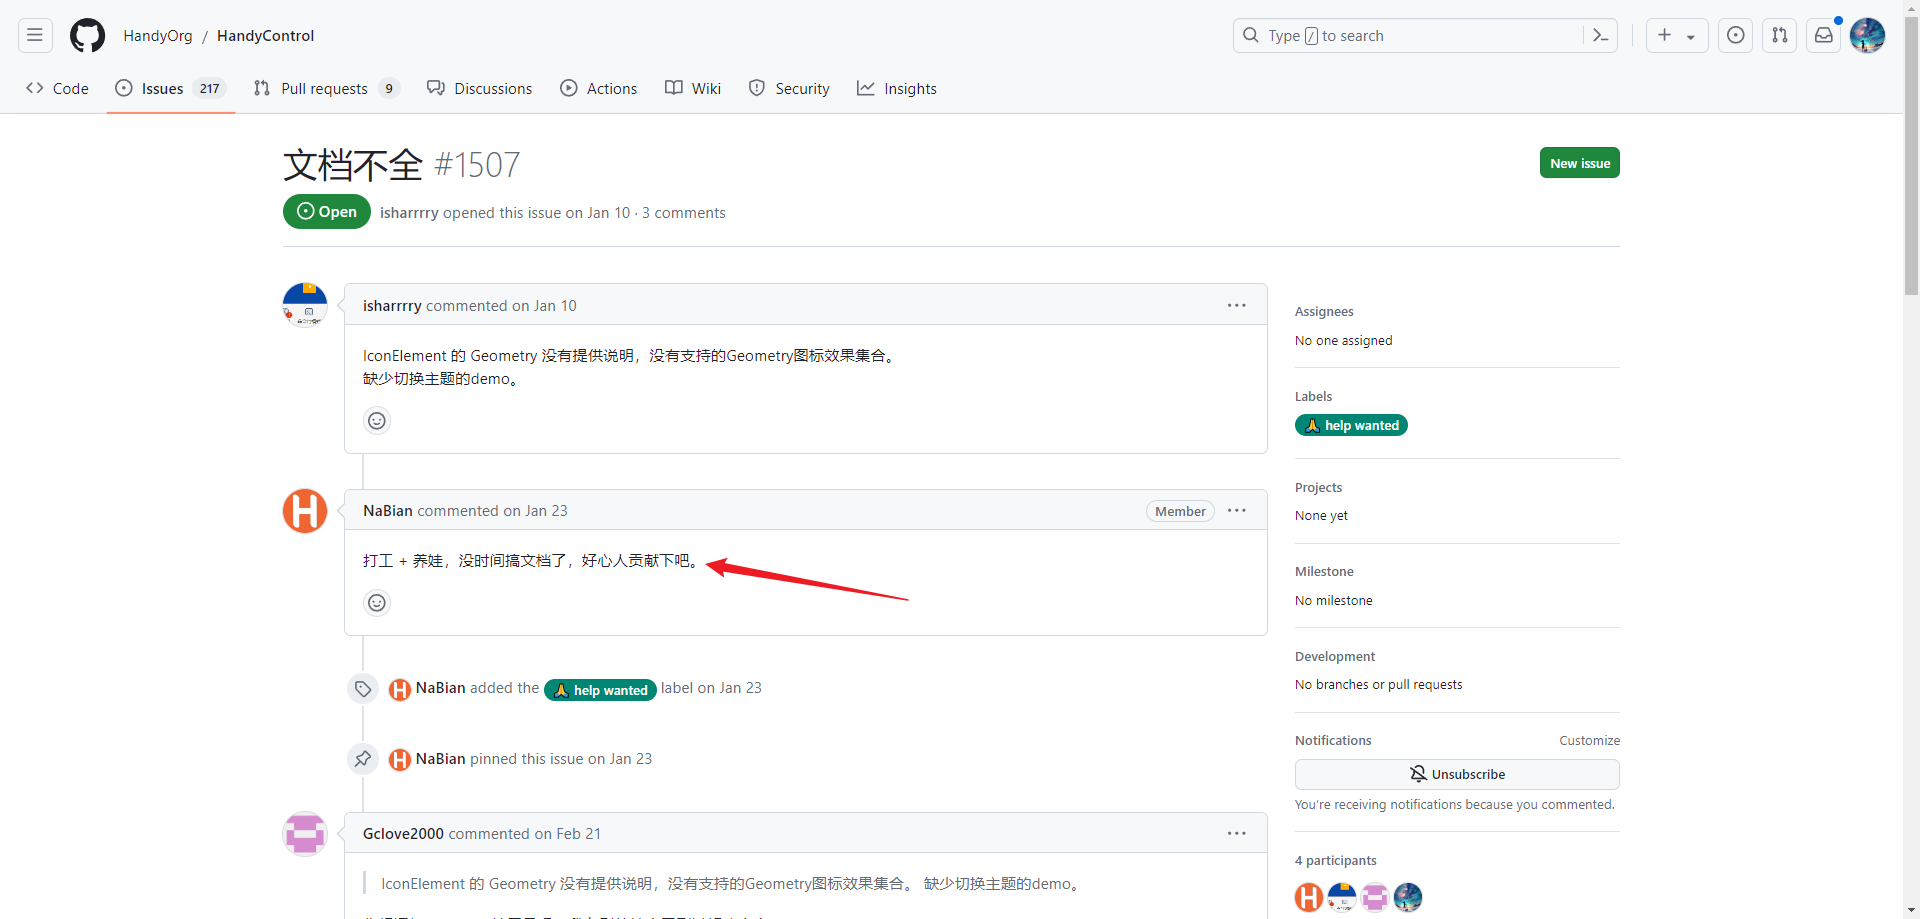 HandyOrg / HandyControl
Type / to search
Code
Issues 217
Pull requests 9
Discussions
Actions
Wiki
Security
Insights
文档不全 #1507
New issue
Open
isharrrry opened this issue on Jan 10 · 3 comments
isharrrry commented on Jan 10
IconElement 的 Geometry 没有提供说明，没有支持的Geometry图标效果集合。
缺少切换主题的demo。
NaBian commented on Jan 23
Member
打工 + 养娃，没时间搞文档了，好心人贡献下吧。
NaBian added the help wanted label on Jan 23
NaBian pinned this issue on Jan 23
Gclove2000 commented on Feb 21
IconElement 的 Geometry 没有提供说明，没有支持的Geometry图标效果集合。 缺少切换主题的demo。
Assignees
No one assigned
Labels
help wanted
Projects
None yet
Milestone
No milestone
Development
No branches or pull requests
Notifications
Customize
Unsubscribe
You're receiving notifications because you commented.
4 participants